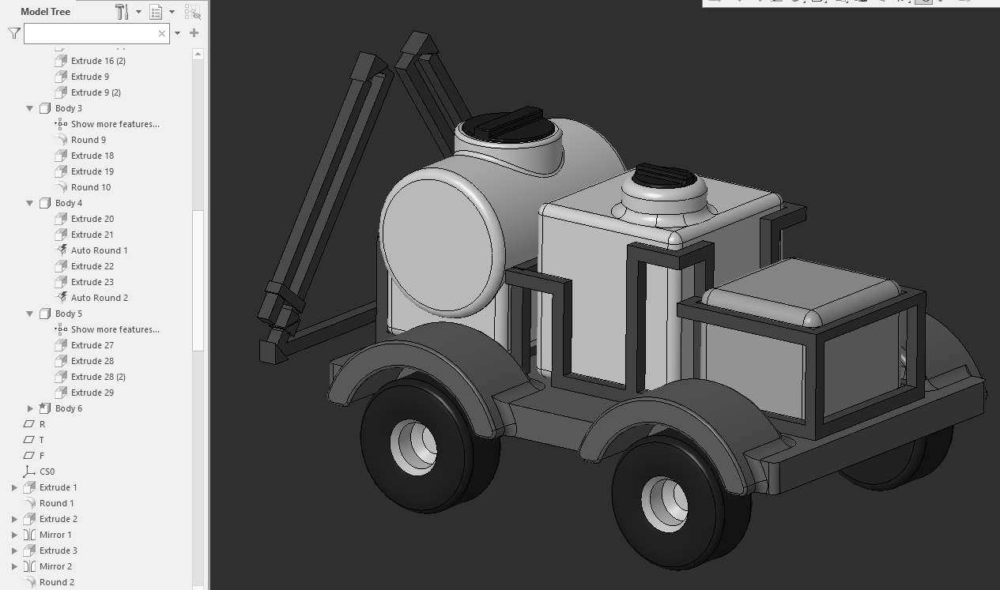 Model Tree
Extrude 16 (2)
Extrude 9
Extrude 9 (2)
Body 3
Show more features...
Round 9
Extrude 18
Extrude 19
Round 10
Body 4
Extrude 20
Extrude 21
Auto Round 1
Extrude 22
Extrude 23
Auto Round 2
Body 5
Show more features...
Extrude 27
Extrude 28
Extrude 28 (2)
Extrude 29
Body 6
R
T
F
CS0
Extrude 1
Round 1
Extrude 2
Mirror 1
Extrude 3
Mirror 2
Round 2